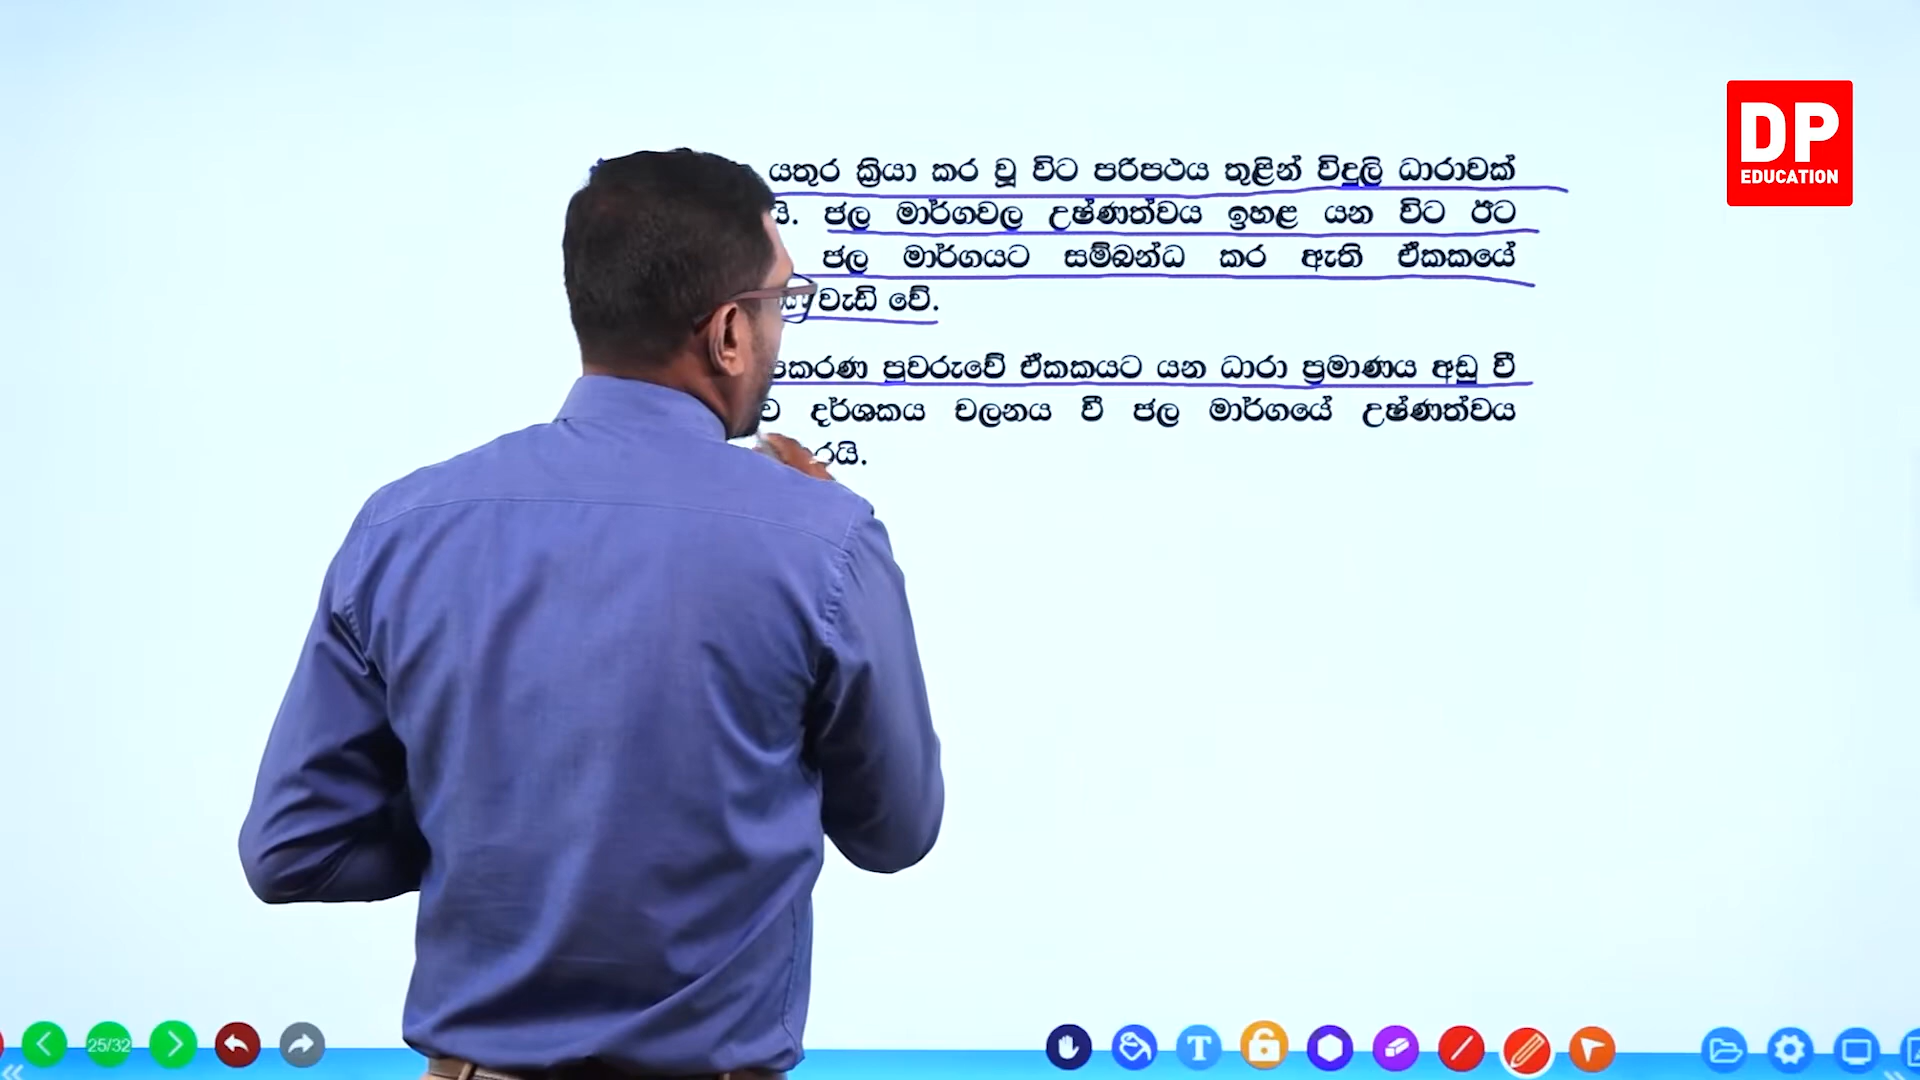 යතුර ක්‍රියා කර වූ විට පරිපථය තුළින් විදුලි ධාරාවක්
ජල මාර්ගවල උෂ්ණත්වය ඉහළ යන විට ඊට
ජල මාර්ගයට සම්බන්ධ කර ඇති ඒකකයේ
වැඩි වේ.
පුවරුවේ ඒකකයට යන ධාරා ප්‍රමාණය අඩු වී
දර්ශකය චලනය වී ජල මාර්ගයේ උෂ්ණත්වය
DP
EDUCATION
25/32
T